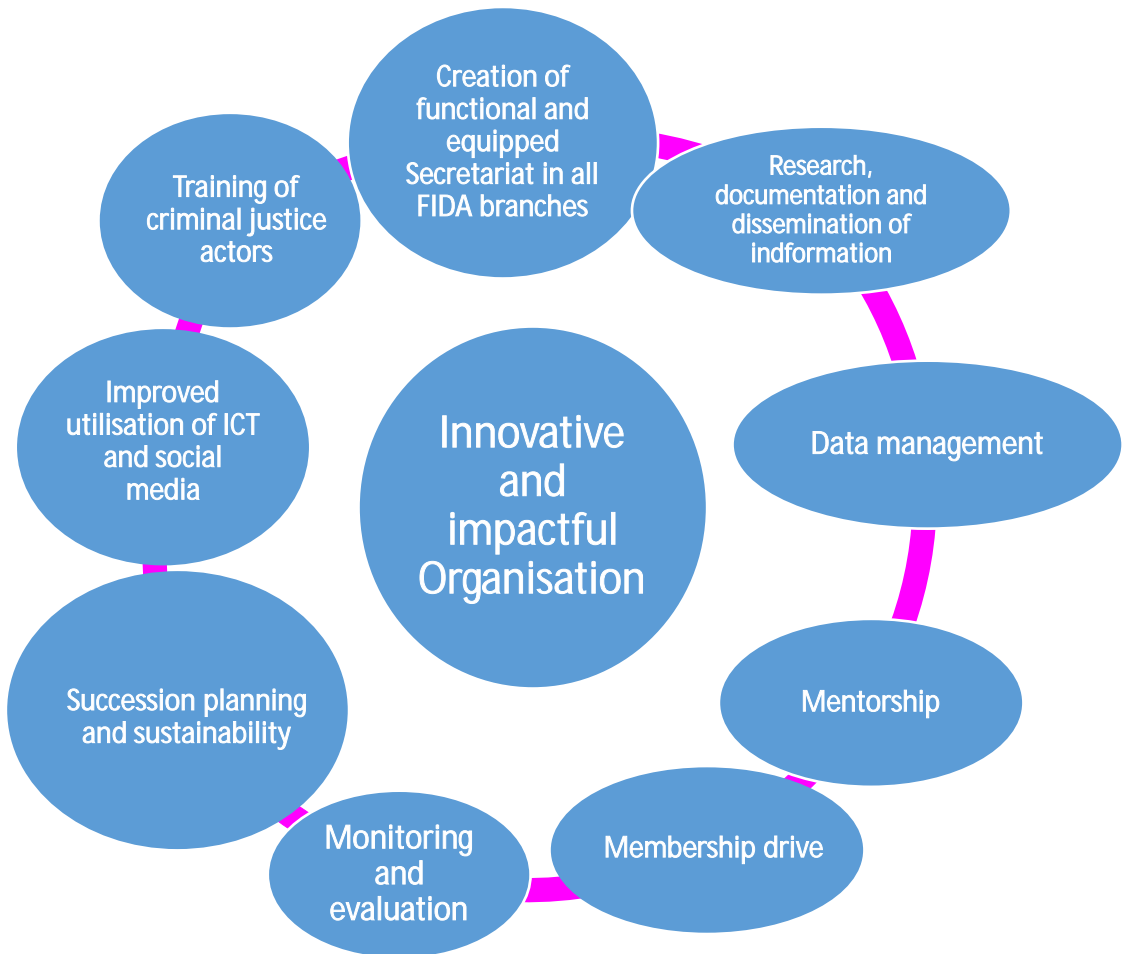 Creation of
functional and
equipped
Secretariat in all
FIDA branches
Research,
documentation and
dissemination of
indformation
Data management
Mentorship
Membership drive
Monitoring
and
evaluation
Succession planning
and sustainability
Improved
utilisation of ICT
and social
media
Training of
criminal justice
actors
Innovative
and
impactful
Organisation